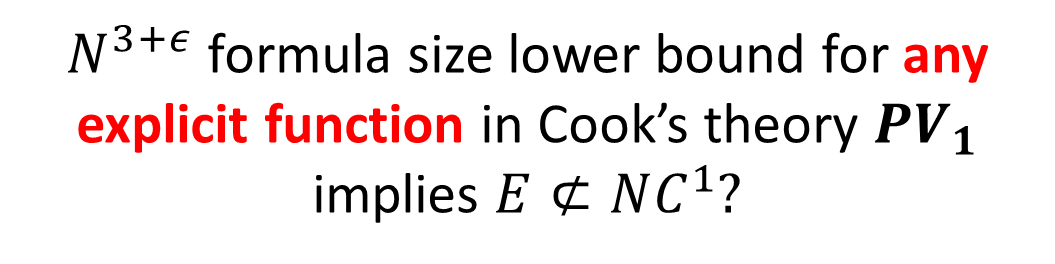 N^{3+ϵ} formula size lower bound for any
explicit function in Cook’s theory PV_1
implies E ⊄ NC^1?